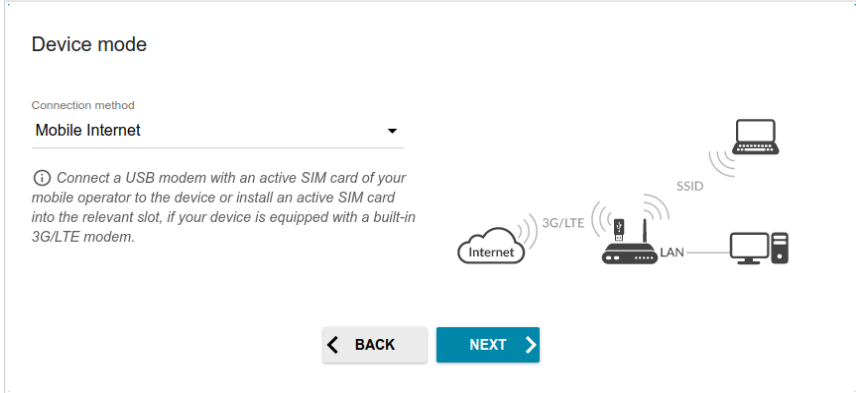 Device mode
Connection method
Mobile Internet
Connect a USB modem with an active SIM card of your
mobile operator to the device or install an active SIM card
into the relevant slot, if your device is equipped with a built-in
3G/LTE modem.
SSID
3G/LTE
Internet
LAN
BACK
NEXT